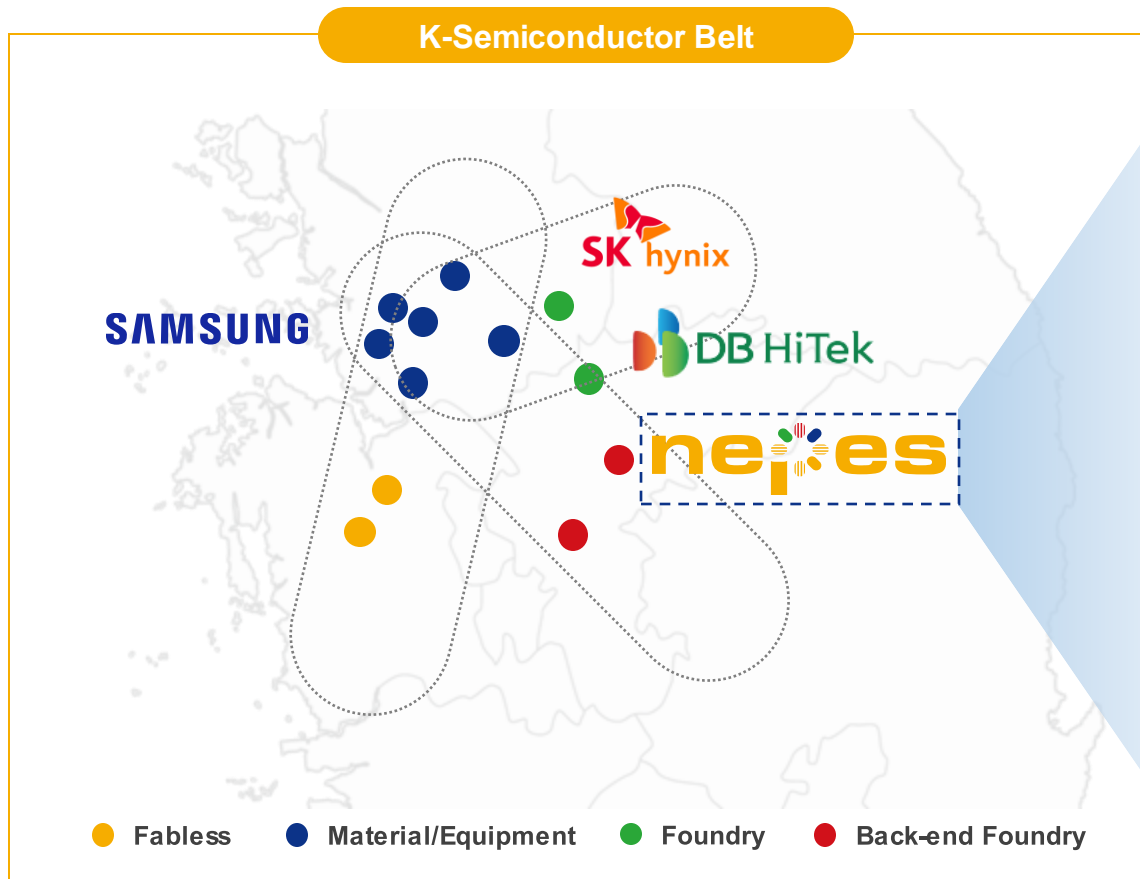 K-Semiconductor Belt
SK hynix
SAMSUNG
DB HiTek
nepes
Fabless
Material/Equipment
Foundry
Back-end Foundry